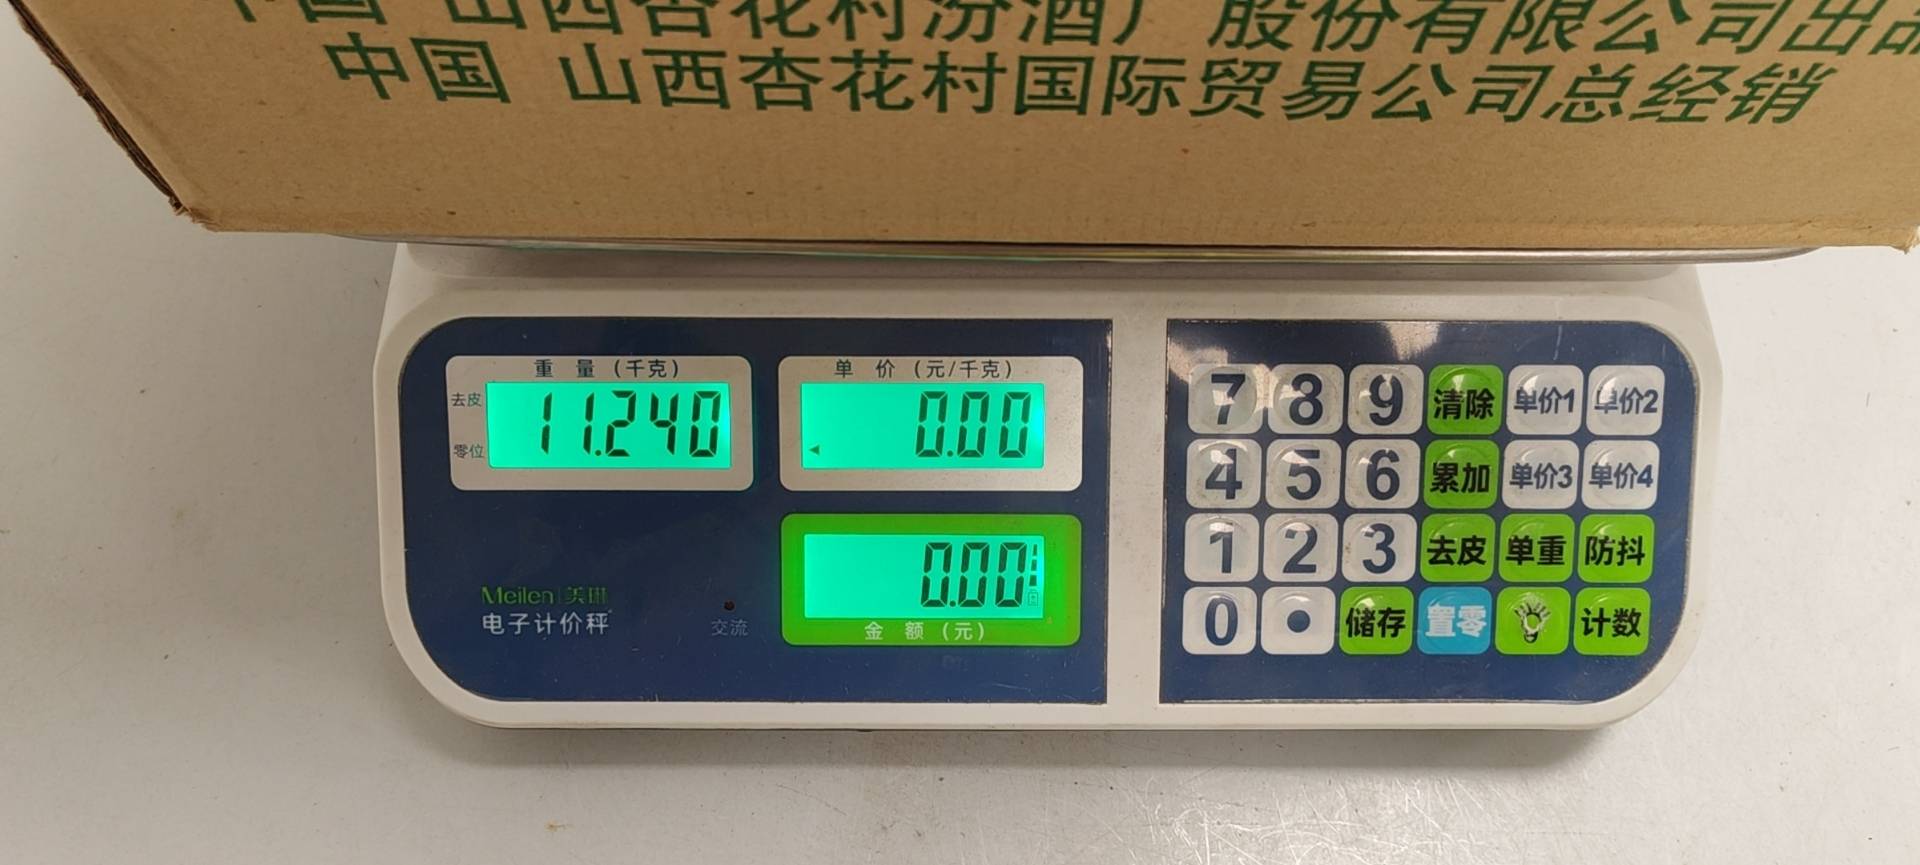 中国 山西杏花村汾酒厂股份有限公司出品
中国 山西杏花村国际贸易公司总经销
重 量 (千克)
去皮
零位
11.240
单 价 (元/千克)
0.00
0.00
金 额 (元)
Meilen 美琳
电子计价秤
交流
7 8 9 清除 单价1 单价2
4 5 6 累加 单价3 单价4
1 2 3 去皮 单重 防抖
0 • 储存 置零 计数